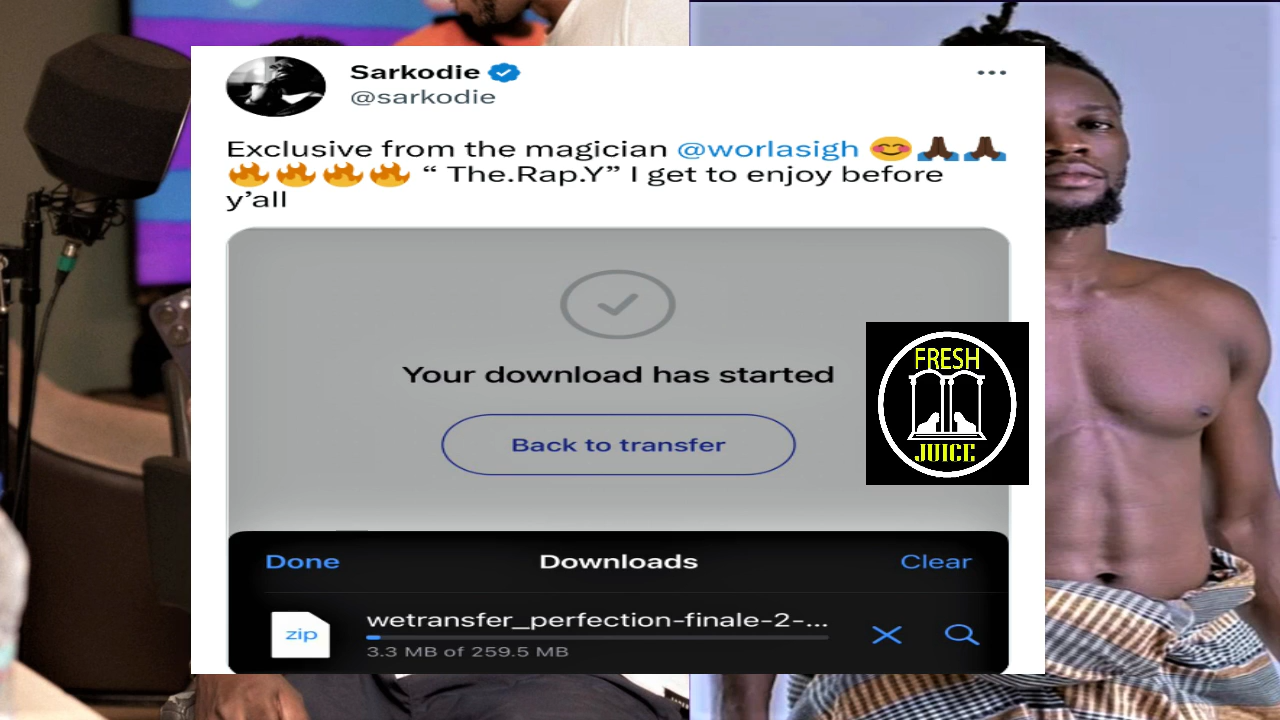 Sarkodie
@sarkodie
Exclusive from the magician @worlasigh 😊🙏🏿🙏🏿
🔥🔥🔥🔥 “ The.Rap.Y” I get to enjoy before
y’all
Your download has started
Back to transfer
FRESH
JUICE
Done Downloads Clear
zip
wetransfer_perfection-finale-2-...
3.3 MB of 259.5 MB